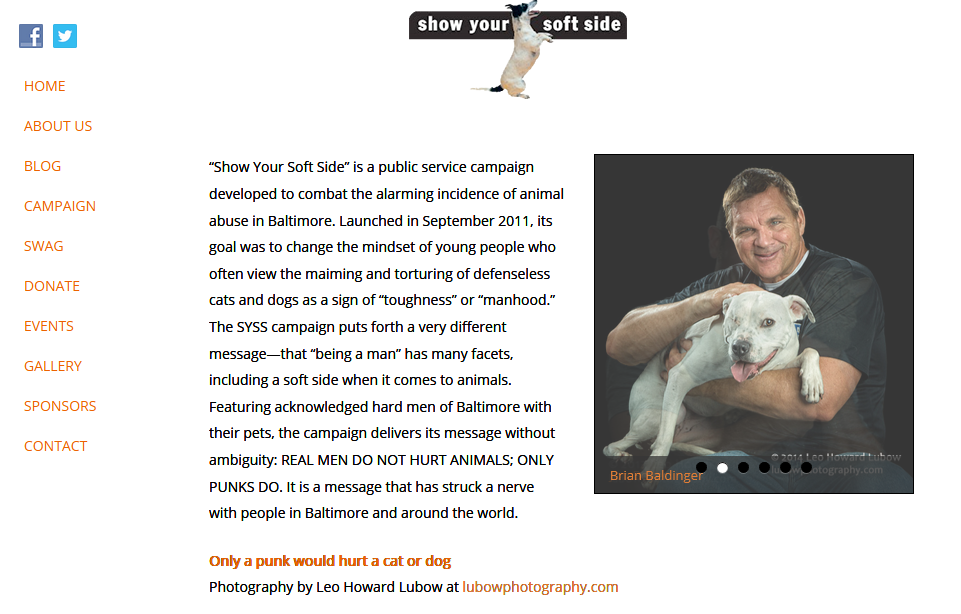 show your soft side
HOME
ABOUT US
BLOG
CAMPAIGN
SWAG
DONATE
EVENTS
GALLERY
SPONSORS
CONTACT
“Show Your Soft Side” is a public service campaign
developed to combat the alarming incidence of animal
abuse in Baltimore. Launched in September 2011, its
goal was to change the mindset of young people who
often view the maiming and torturing of defenseless
cats and dogs as a sign of “toughness” or “manhood.”
The SYSS campaign puts forth a very different
message—that “being a man” has many facets,
including a soft side when it comes to animals.
Featuring acknowledged hard men of Baltimore with
their pets, the campaign delivers its message without
ambiguity: REAL MEN DO NOT HURT ANIMALS; ONLY
PUNKS DO. It is a message that has struck a nerve
with people in Baltimore and around the world.
© 2011 Leo Howard Lubow
lubowphotography.com
Brian Baldinger
Only a punk would hurt a cat or dog
Photography by Leo Howard Lubow at lubowphotography.com